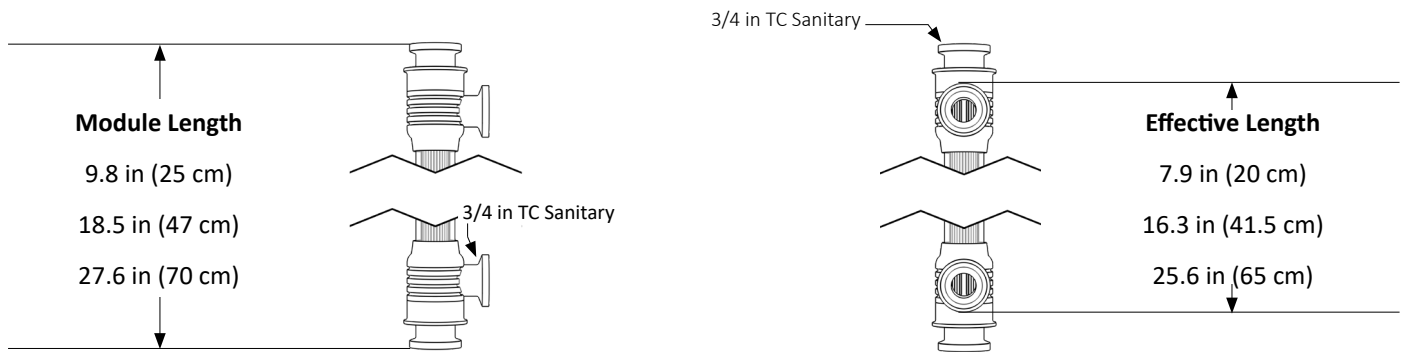 3/4 in TC Sanitary
Module Length
9.8 in (25 cm)
18.5 in (47 cm)
27.6 in (70 cm)
3/4 in TC Sanitary
Effective Length
7.9 in (20 cm)
16.3 in (41.5 cm)
25.6 in (65 cm)